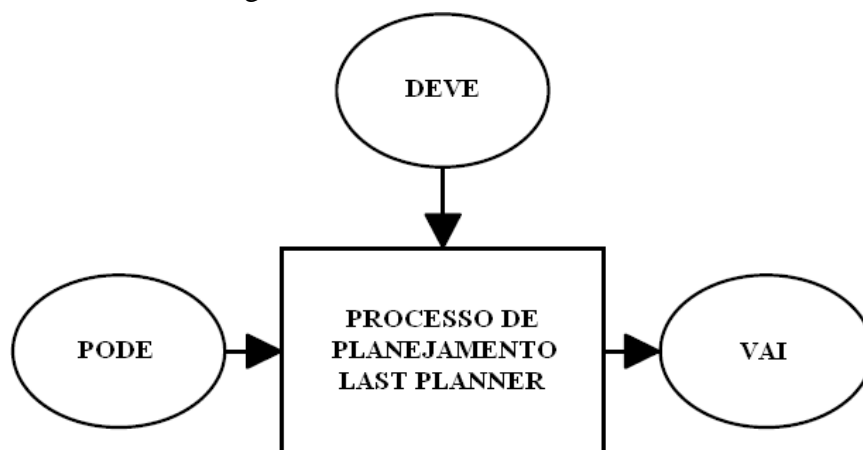 DEVE
PODE
PROCESSO DE
PLANEJAMENTO
LAST PLANNER
VAI